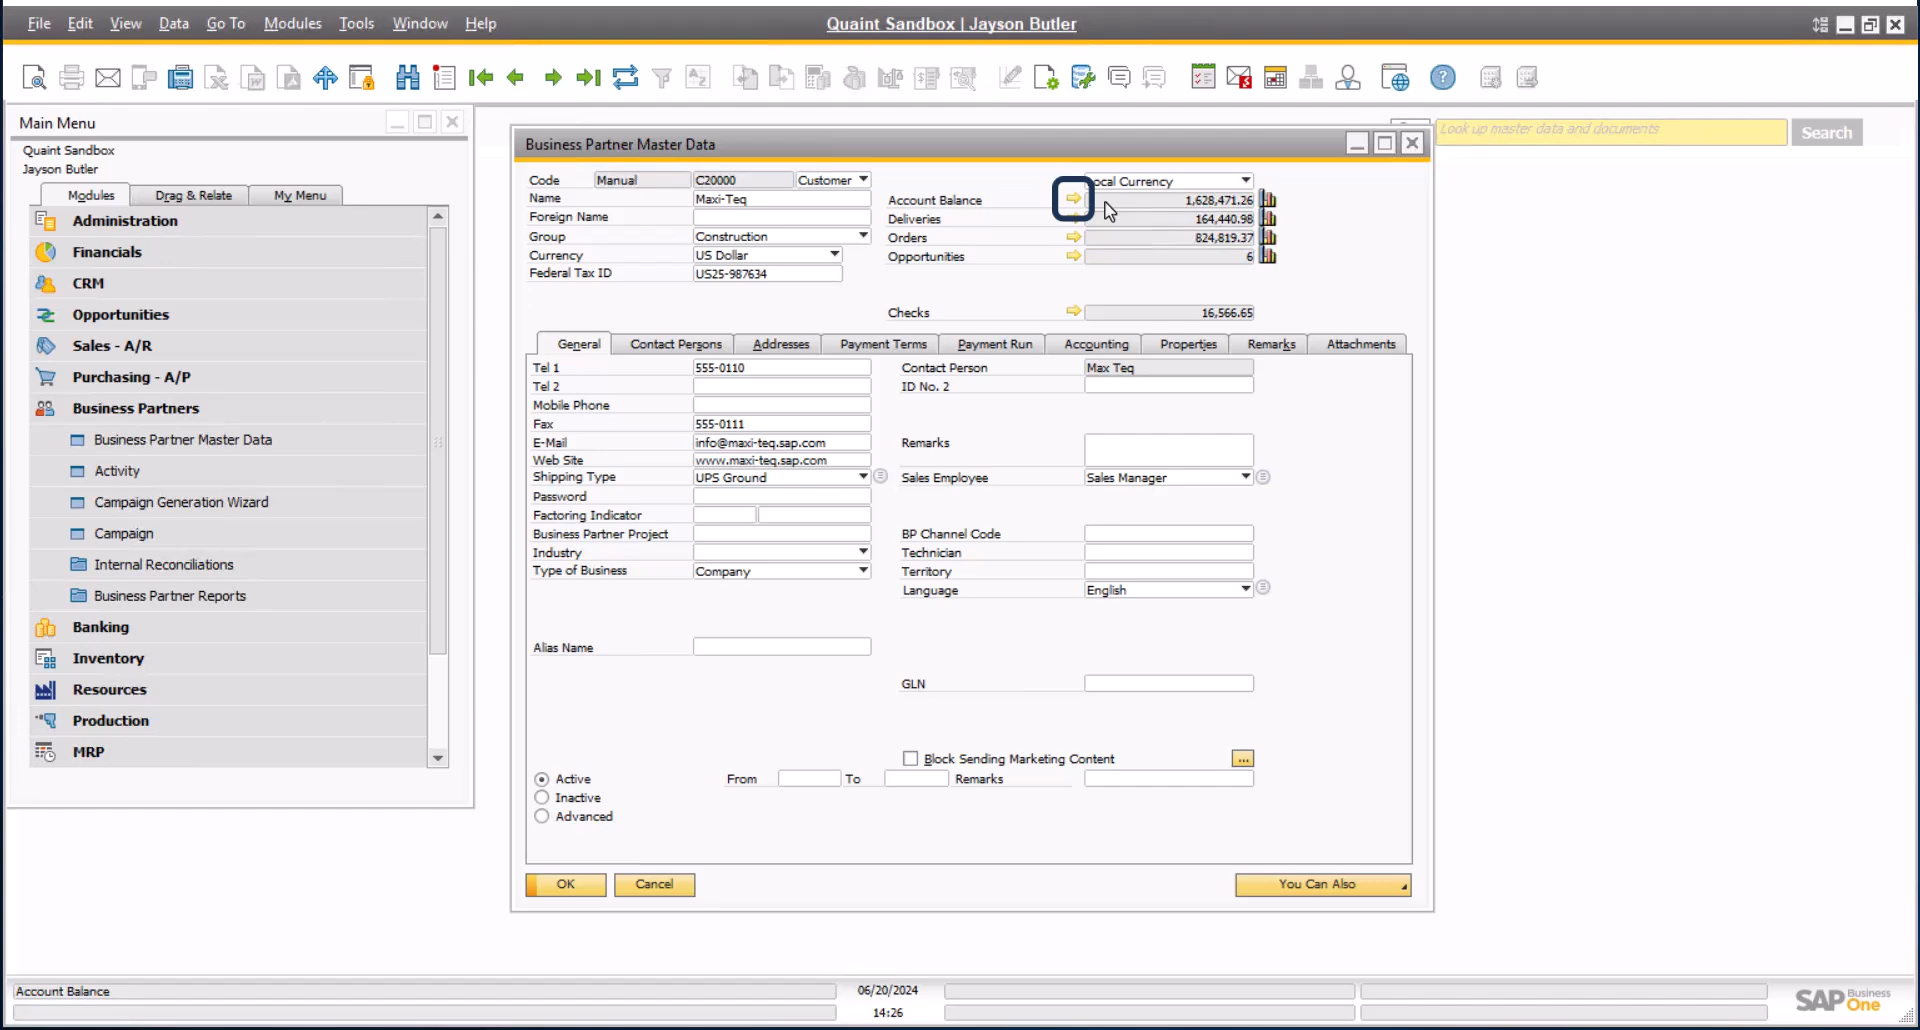 File Edit View Data Go To Modules Tools Window Help
Quaint Sandbox | Jayson Butler
Main Menu
Quaint Sandbox
Jayson Butler
Modules Drag & Relate My Menu
Administration
Financials
CRM
Opportunities
Sales - A/R
Purchasing - A/P
Business Partners
Business Partner Master Data
Activity
Campaign Generation Wizard
Campaign
Internal Reconciliations
Business Partner Reports
Banking
Inventory
Resources
Production
MRP
Look up master data and documents Search
Business Partner Master Data
Code Manual C20000 Customer
Name Maxi-Teq
Foreign Name
Group Construction
Currency US Dollar
Federal Tax ID US25-987634
ocal Currency
Account Balance 1,628,471.26
Deliveries 164,440.98
Orders 824,819.37
Opportunities 6
Checks 16,566.65
General Contact Persons Addresses Payment Terms Payment Run Accounting Properties Remarks Attachments
Tel 1 555-0110
Tel 2
Mobile Phone
Fax 555-0111
E-Mail info@maxi-teq.sap.com
Web Site www.maxi-teq.sap.com
Shipping Type UPS Ground
Password
Factoring Indicator
Business Partner Project
Industry
Type of Business Company
Alias Name
Contact Person Max Teq
ID No. 2
Remarks
Sales Employee Sales Manager
BP Channel Code
Technician
Territory
Language English
GLN
Block Sending Marketing Content ...
Active From To Remarks
Inactive
Advanced
OK Cancel You Can Also
Account Balance 06/20/2024
14:26
SAP Business One